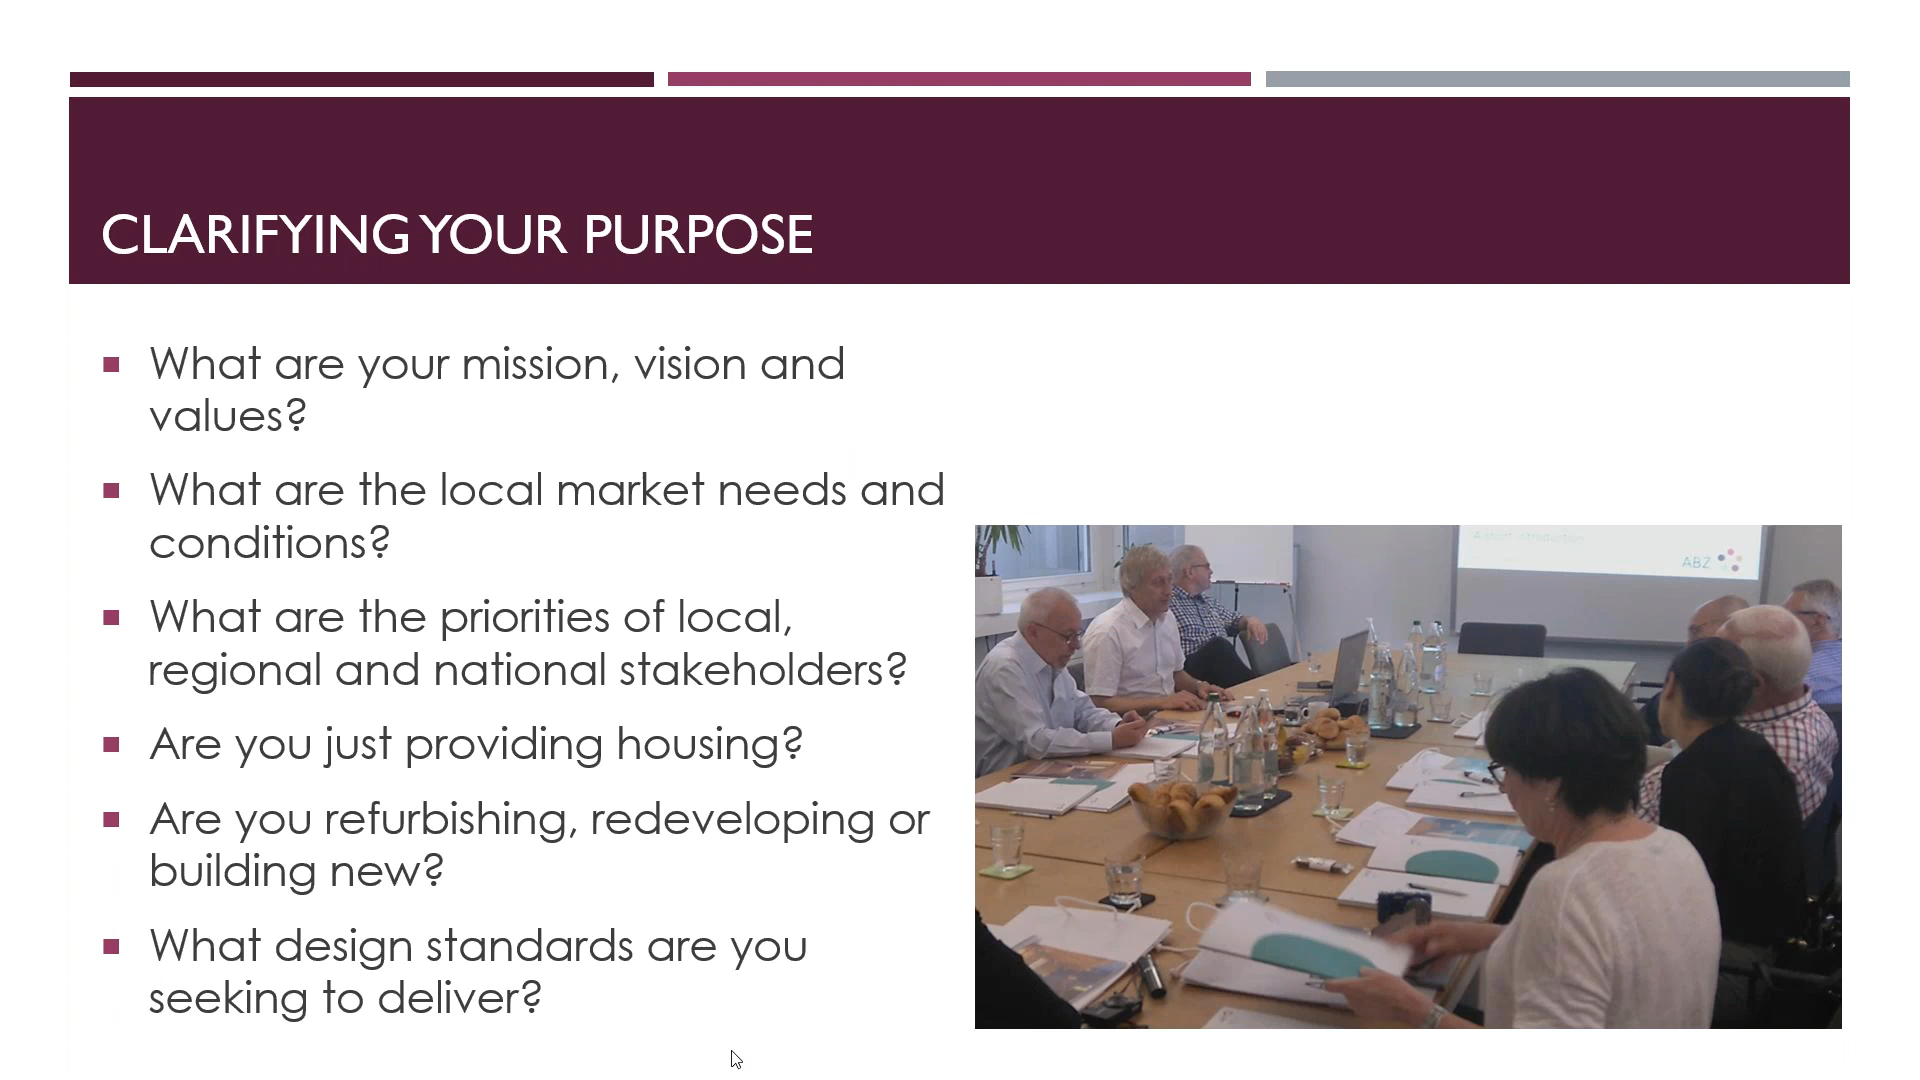 CLARIFYING YOUR PURPOSE
What are your mission, vision and
values?
What are the local market needs and
conditions?
What are the priorities of local,
regional and national stakeholders?
Are you just providing housing?
Are you refurbishing, redeveloping or
building new?
What design standards are you
seeking to deliver?
A short introduction
ABZ